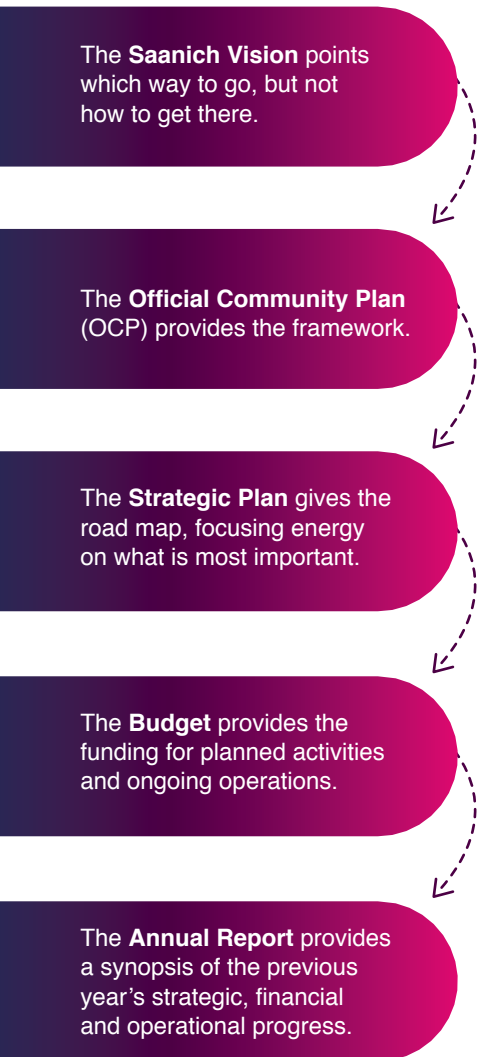 The Saanich Vision points
which way to go, but not
how to get there.
The Official Community Plan
(OCP) provides the framework.
The Strategic Plan gives the
road map, focusing energy
on what is most important.
The Budget provides the
funding for planned activities
and ongoing operations.
The Annual Report provides
a synopsis of the previous
year’s strategic, financial
and operational progress.